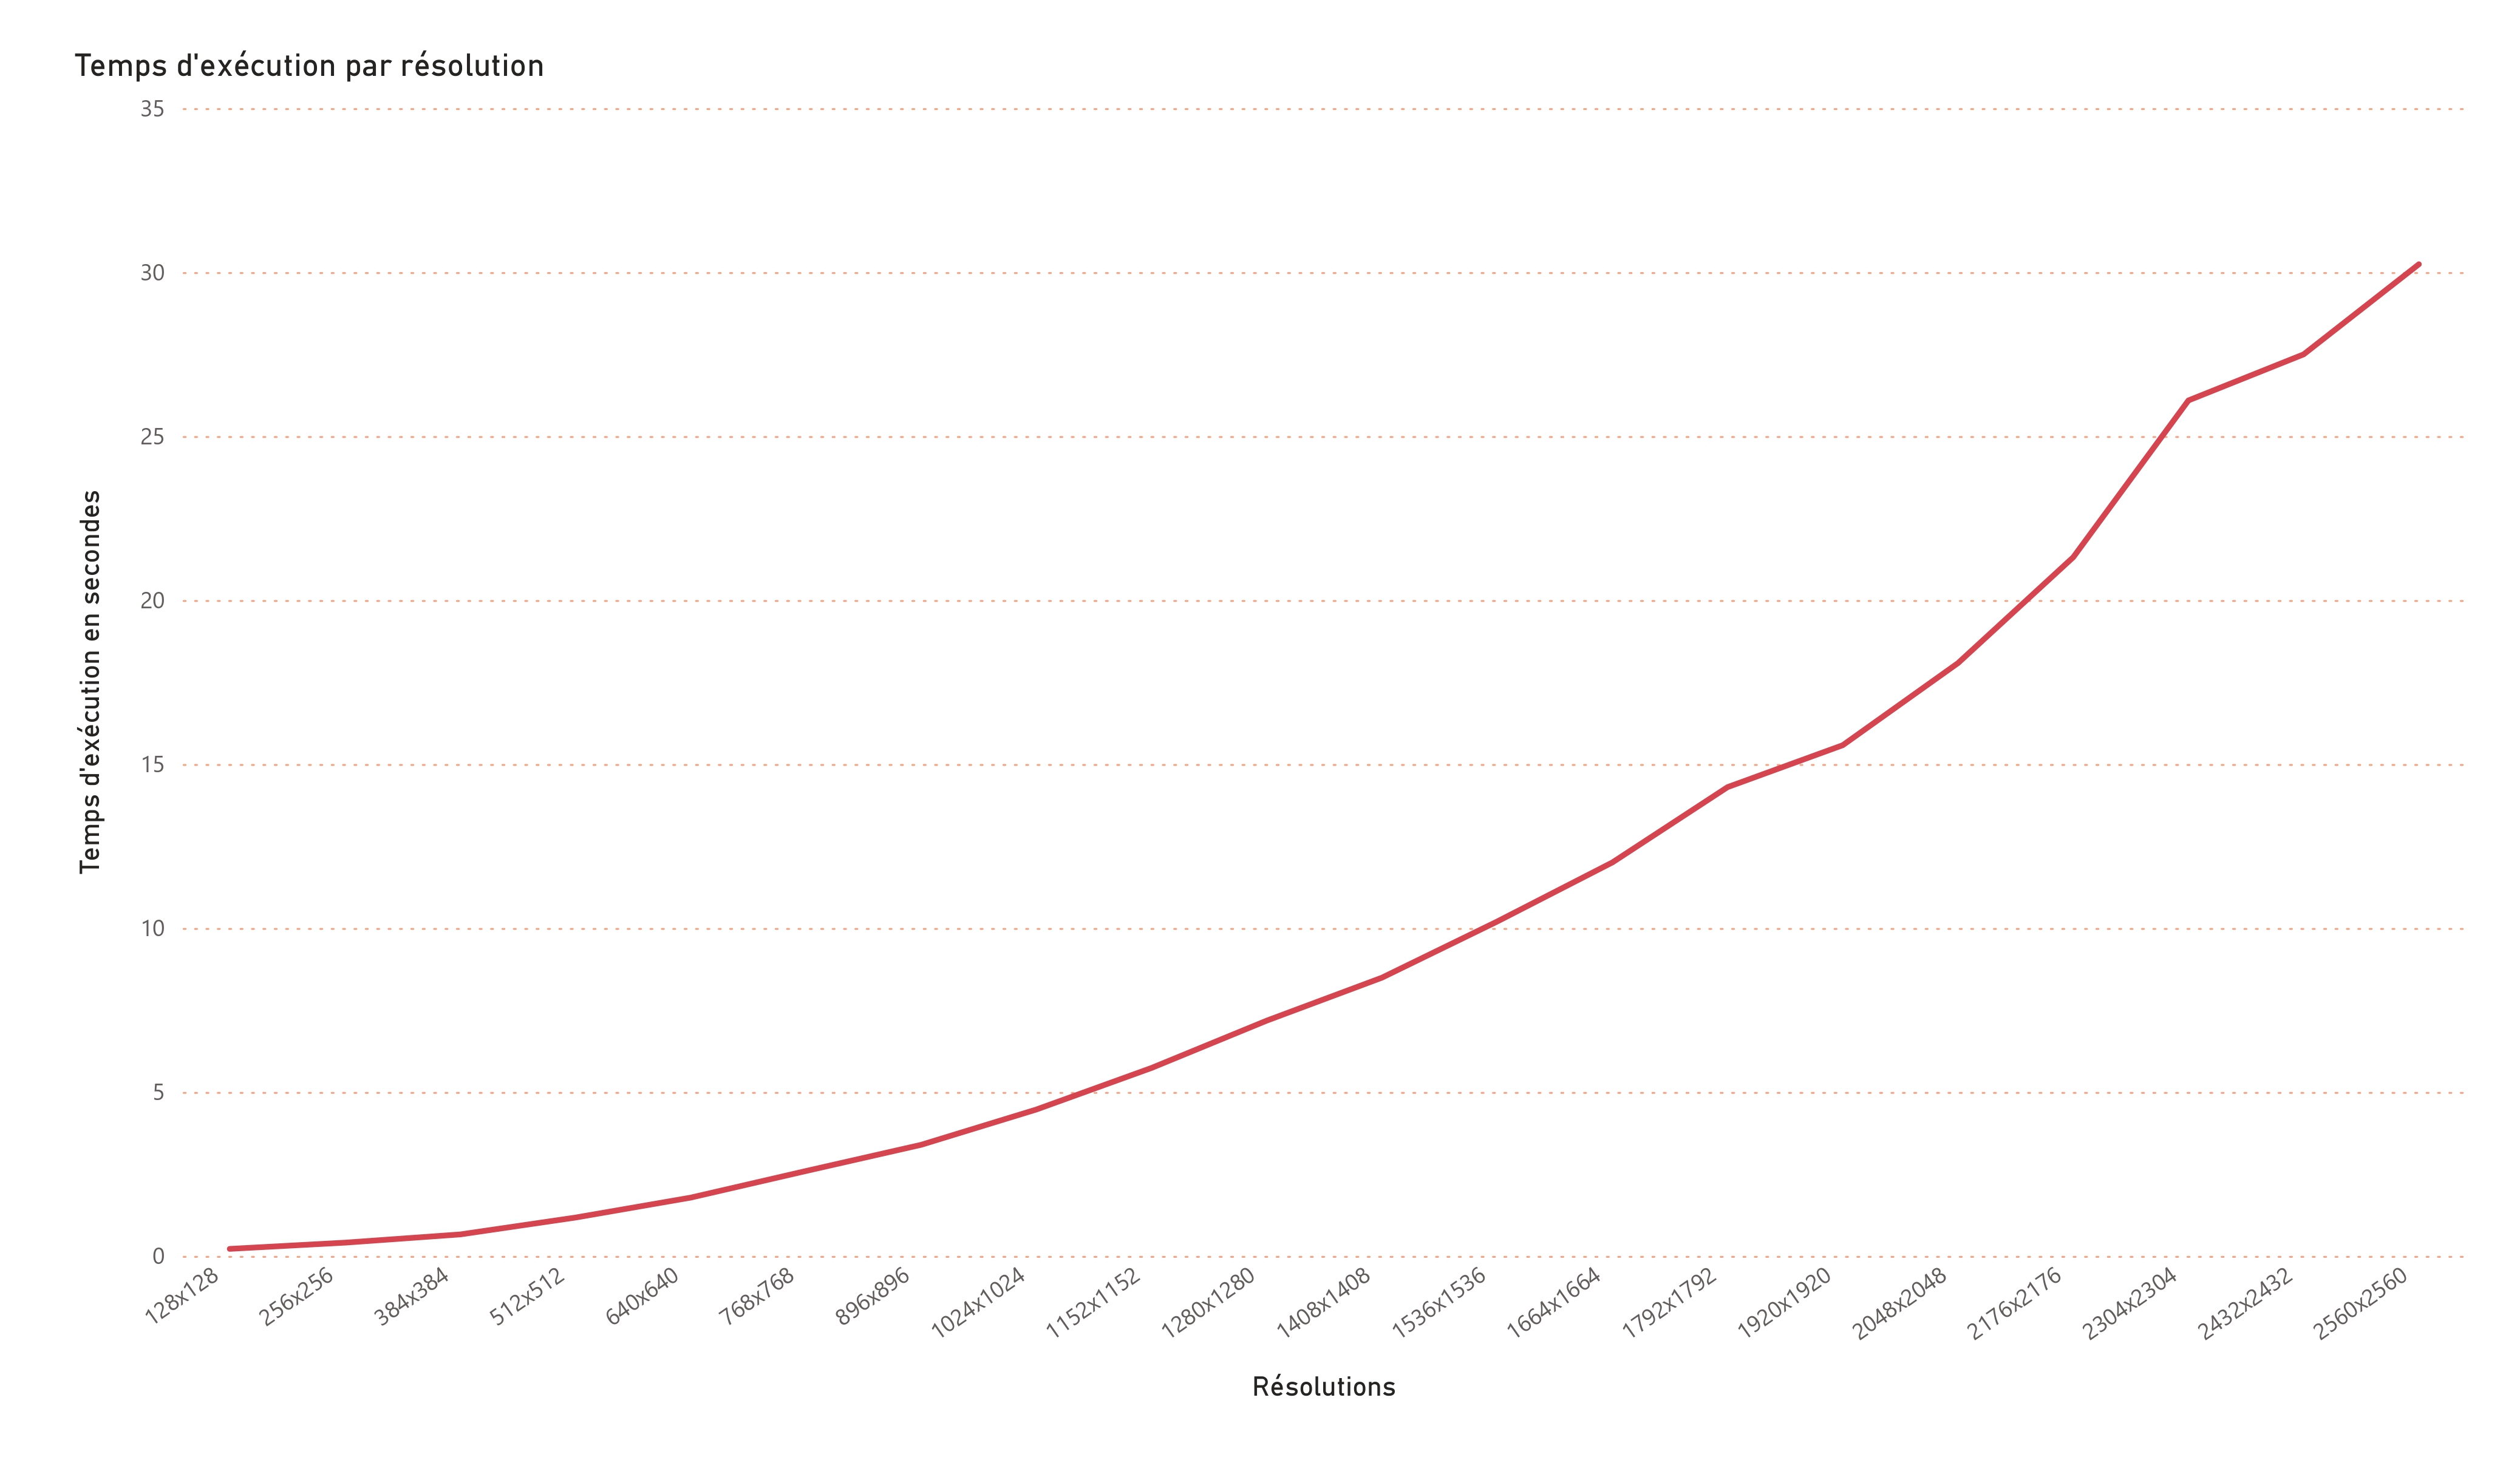 Temps d'exécution par résolution
35
30
25
20
15
10
5
0
Temps d'exécution en secondes
128x128
256x256
384x384
512x512
640x640
768x768
896x896
1024x1024
1152x1152
1280x1280
1408x1408
1536x1536
1664x1664
1792x1792
1920x1920
2048x2048
2176x2176
2304x2304
2432x2432
2560x2560
Résolutions